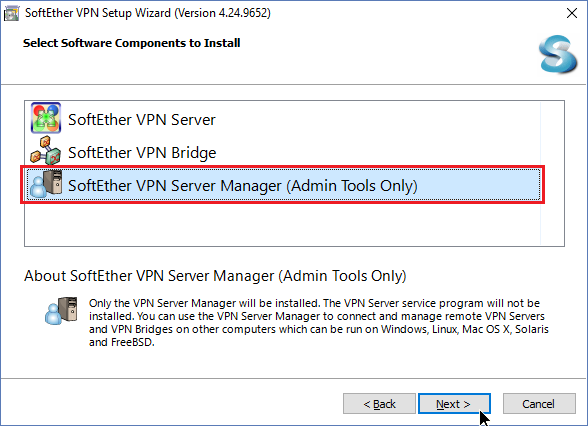 SoftEther VPN Setup Wizard (Version 4.24.9652)
Select Software Components to Install
SoftEther VPN Server
SoftEther VPN Bridge
SoftEther VPN Server Manager (Admin Tools Only)
About SoftEther VPN Server Manager (Admin Tools Only)
Only the VPN Server Manager will be installed. The VPN Server service program will not be
installed. You can use the VPN Server Manager to connect and manage remote VPN Servers
and VPN Bridges on other computers which can be run on Windows, Linux, Mac OS X, Solaris
and FreeBSD.
< Back
Next >
Cancel